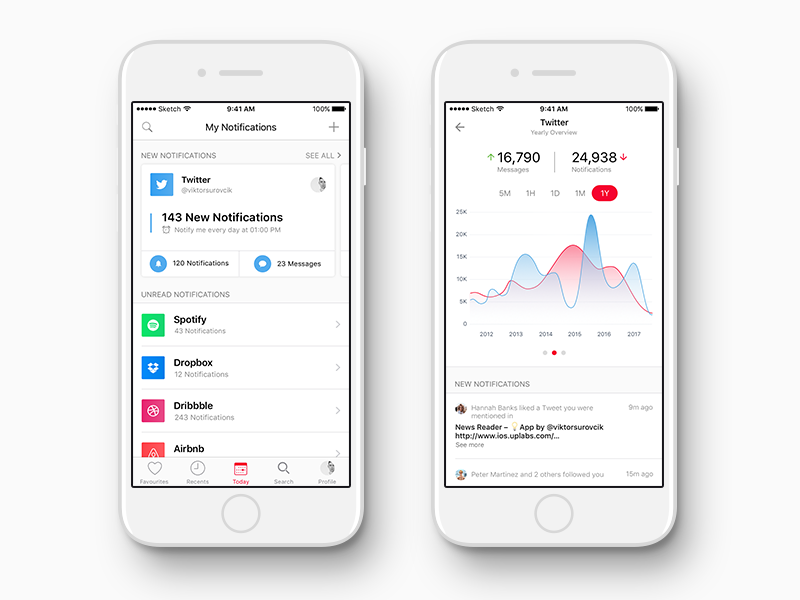 Sketch
9:41 AM
100%
My Notifications
NEW NOTIFICATIONS
SEE ALL
Twitter
@viktorsurovcik
143 New Notifications
Notify me every day at 01:00 PM
120 Notifications
23 Messages
UNREAD NOTIFICATIONS
Spotify
43 Notifications
Dropbox
12 Notifications
Dribbble
243 Notifications
Airbnb
Favourites
Recents
Today
Search
Profile
Sketch
9:41 AM
100%
Twitter
Yearly Overview
16,790
Messages
24,938
Notifications
5M
1H
1D
1M
1Y
25K
20K
15K
10K
5K
0
2012
2013
2014
2015
2016
2017
NEW NOTIFICATIONS
Hannah Banks liked a Tweet you were
mentioned in
9m ago
News Reader – 💡App by @viktorsurovcik
http://www.ios.uplabs.com/...
See more
Peter Martinez and 2 others followed you
15m ago